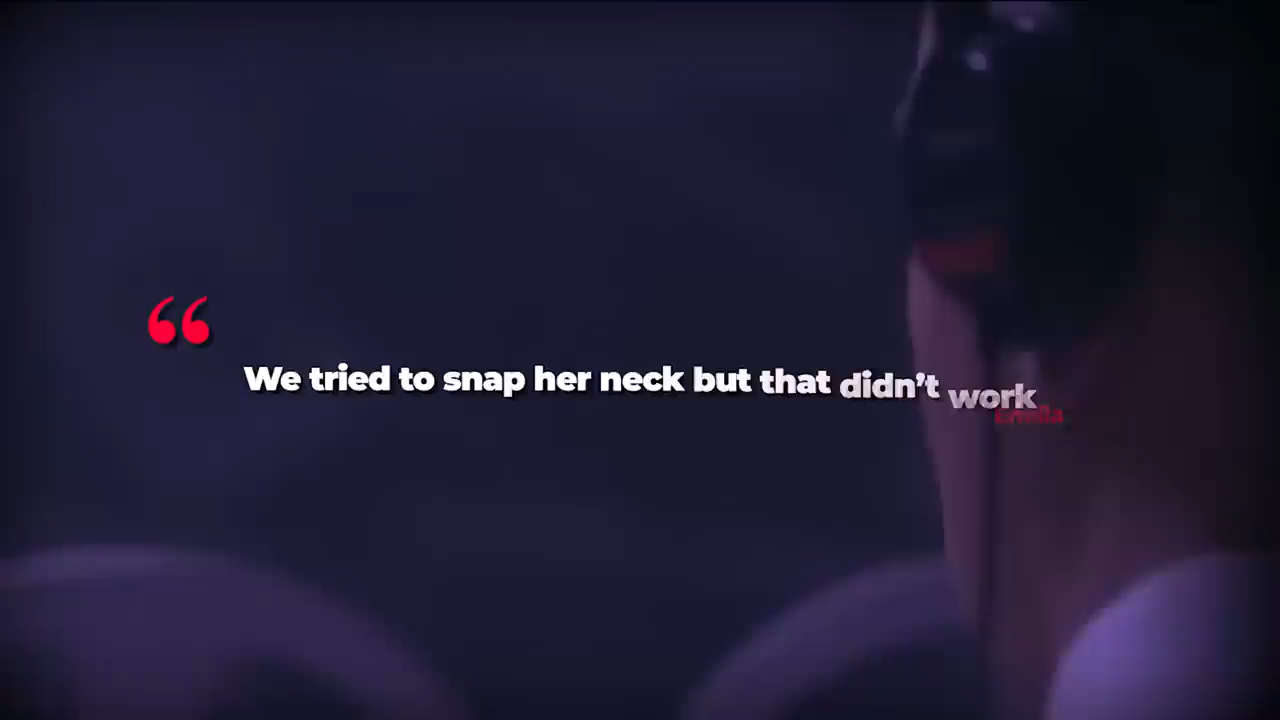 “
We tried to snap her neck but that didn’t work